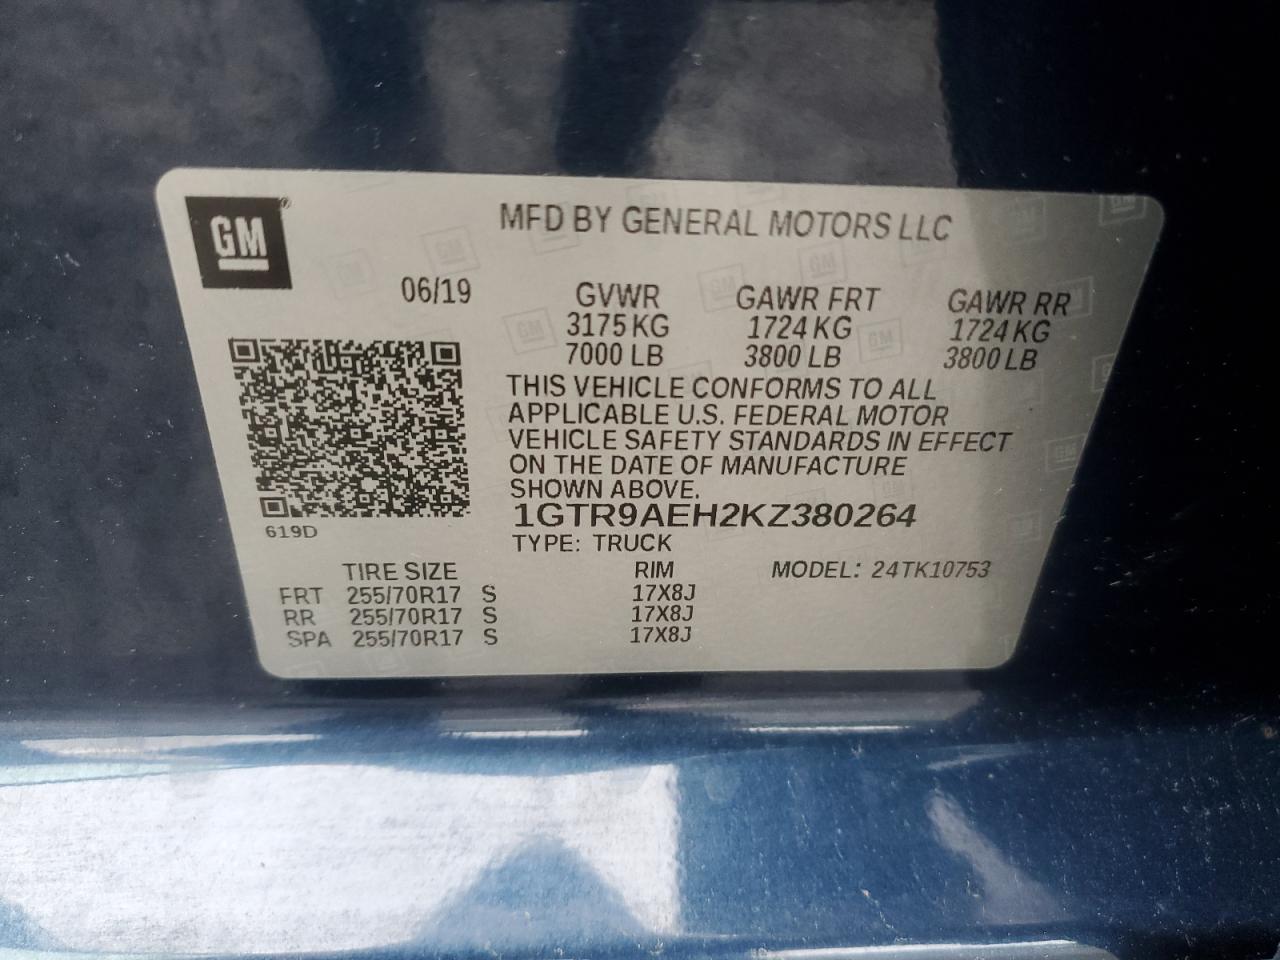 GM®
MFD BY GENERAL MOTORS LLC
06/19 GVWR GAWR FRT GAWR RR
3175 KG 1724 KG 1724 KG
7000 LB 3800 LB 3800 LB
THIS VEHICLE CONFORMS TO ALL
APPLICABLE U.S. FEDERAL MOTOR
VEHICLE SAFETY STANDARDS IN EFFECT
ON THE DATE OF MANUFACTURE
SHOWN ABOVE.
1GTR9AEH2KZ380264
619D
TYPE: TRUCK
TIRE SIZE RIM MODEL: 24TK10753
FRT 255/70R17 S 17X8J
RR 255/70R17 S 17X8J
SPA 255/70R17 S 17X8J